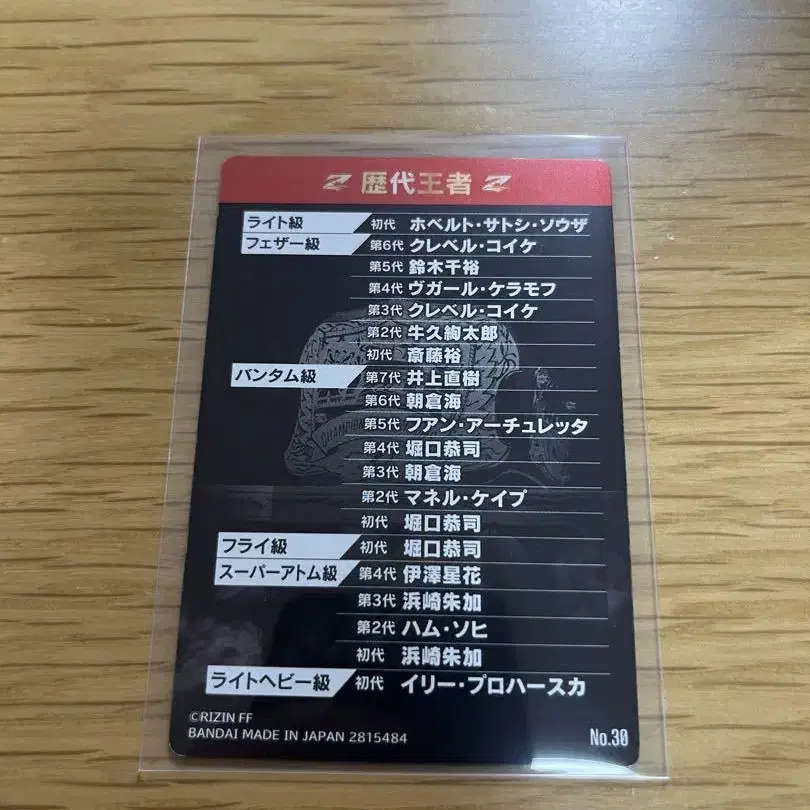 歴代王者
ライト級 初代 ホベルト・サトシ・ソウザ
フェザー級 第6代 クレベル・コイケ
第5代 鈴木千裕
第4代 ヴガール・ケラモフ
第3代 クレベル・コイケ
第2代 牛久絢太郎
初代 斎藤裕
バンタム級 第7代 井上直樹
第6代 朝倉海
第5代 フアン・アーチュレッタ
第4代 堀口恭司
第3代 朝倉海
第2代 マネル・ケイプ
初代 堀口恭司
フライ級 初代 堀口恭司
スーパーアトム級 第4代 伊澤星花
第3代 浜崎朱加
第2代 ハム・ソヒ
初代 浜崎朱加
ライトヘビー級 初代 イリー・プロハースカ
©RIZIN FF
BANDAI MADE IN JAPAN 2815484
No.30